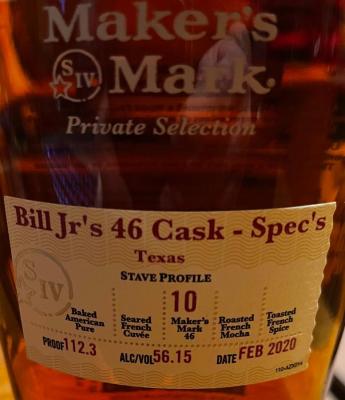 Maker's
S IV Mark.
Private Selection
Bill Jr's 46 Cask - Spec's
Texas
STAVE PROFILE
S IV
10
Baked American Pure
Seared French Cuvée
Maker's Mark 46
Roasted French Mocha
Toasted French Spice
PROOF 112.3 ALC/VOL 56.15 DATE FEB 2020